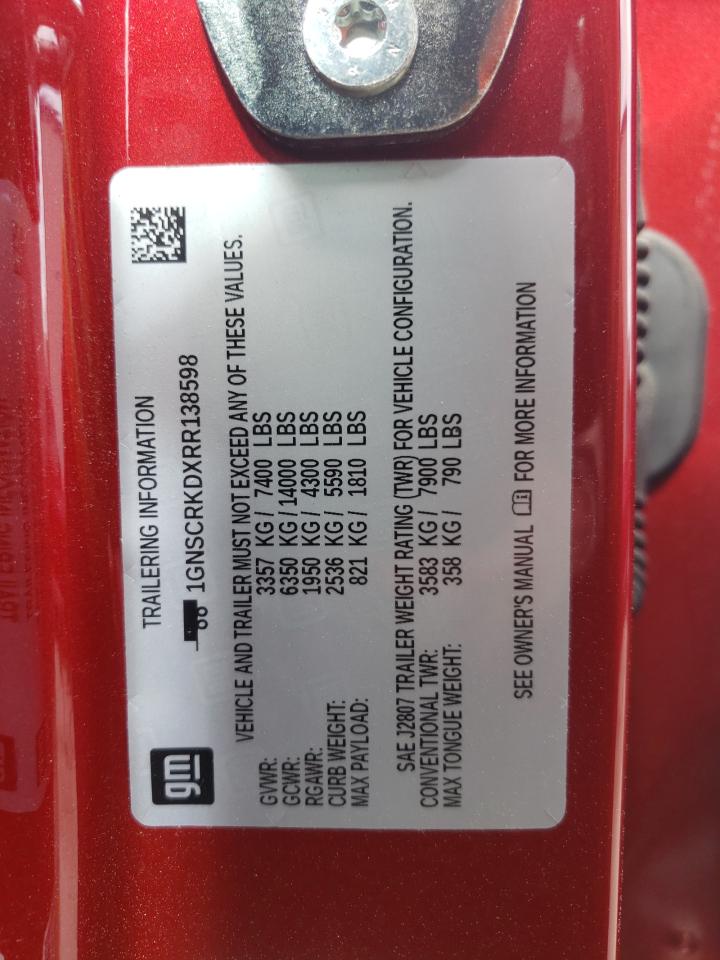 gm
TRAILERING INFORMATION
1GNSCRKDXRR138598
VEHICLE AND TRAILER MUST NOT EXCEED ANY OF THESE VALUES.
GVWR: 3357 KG / 7400 LBS
GCWR: 6350 KG / 14000 LBS
RGAWR: 1950 KG / 4300 LBS
CURB WEIGHT: 2536 KG / 5590 LBS
MAX PAYLOAD: 821 KG / 1810 LBS
SAE J2807 TRAILER WEIGHT RATING (TWR) FOR VEHICLE CONFIGURATION.
CONVENTIONAL TWR: 3583 KG / 7900 LBS
MAX TONGUE WEIGHT: 358 KG / 790 LBS
SEE OWNER'S MANUAL FOR MORE INFORMATION